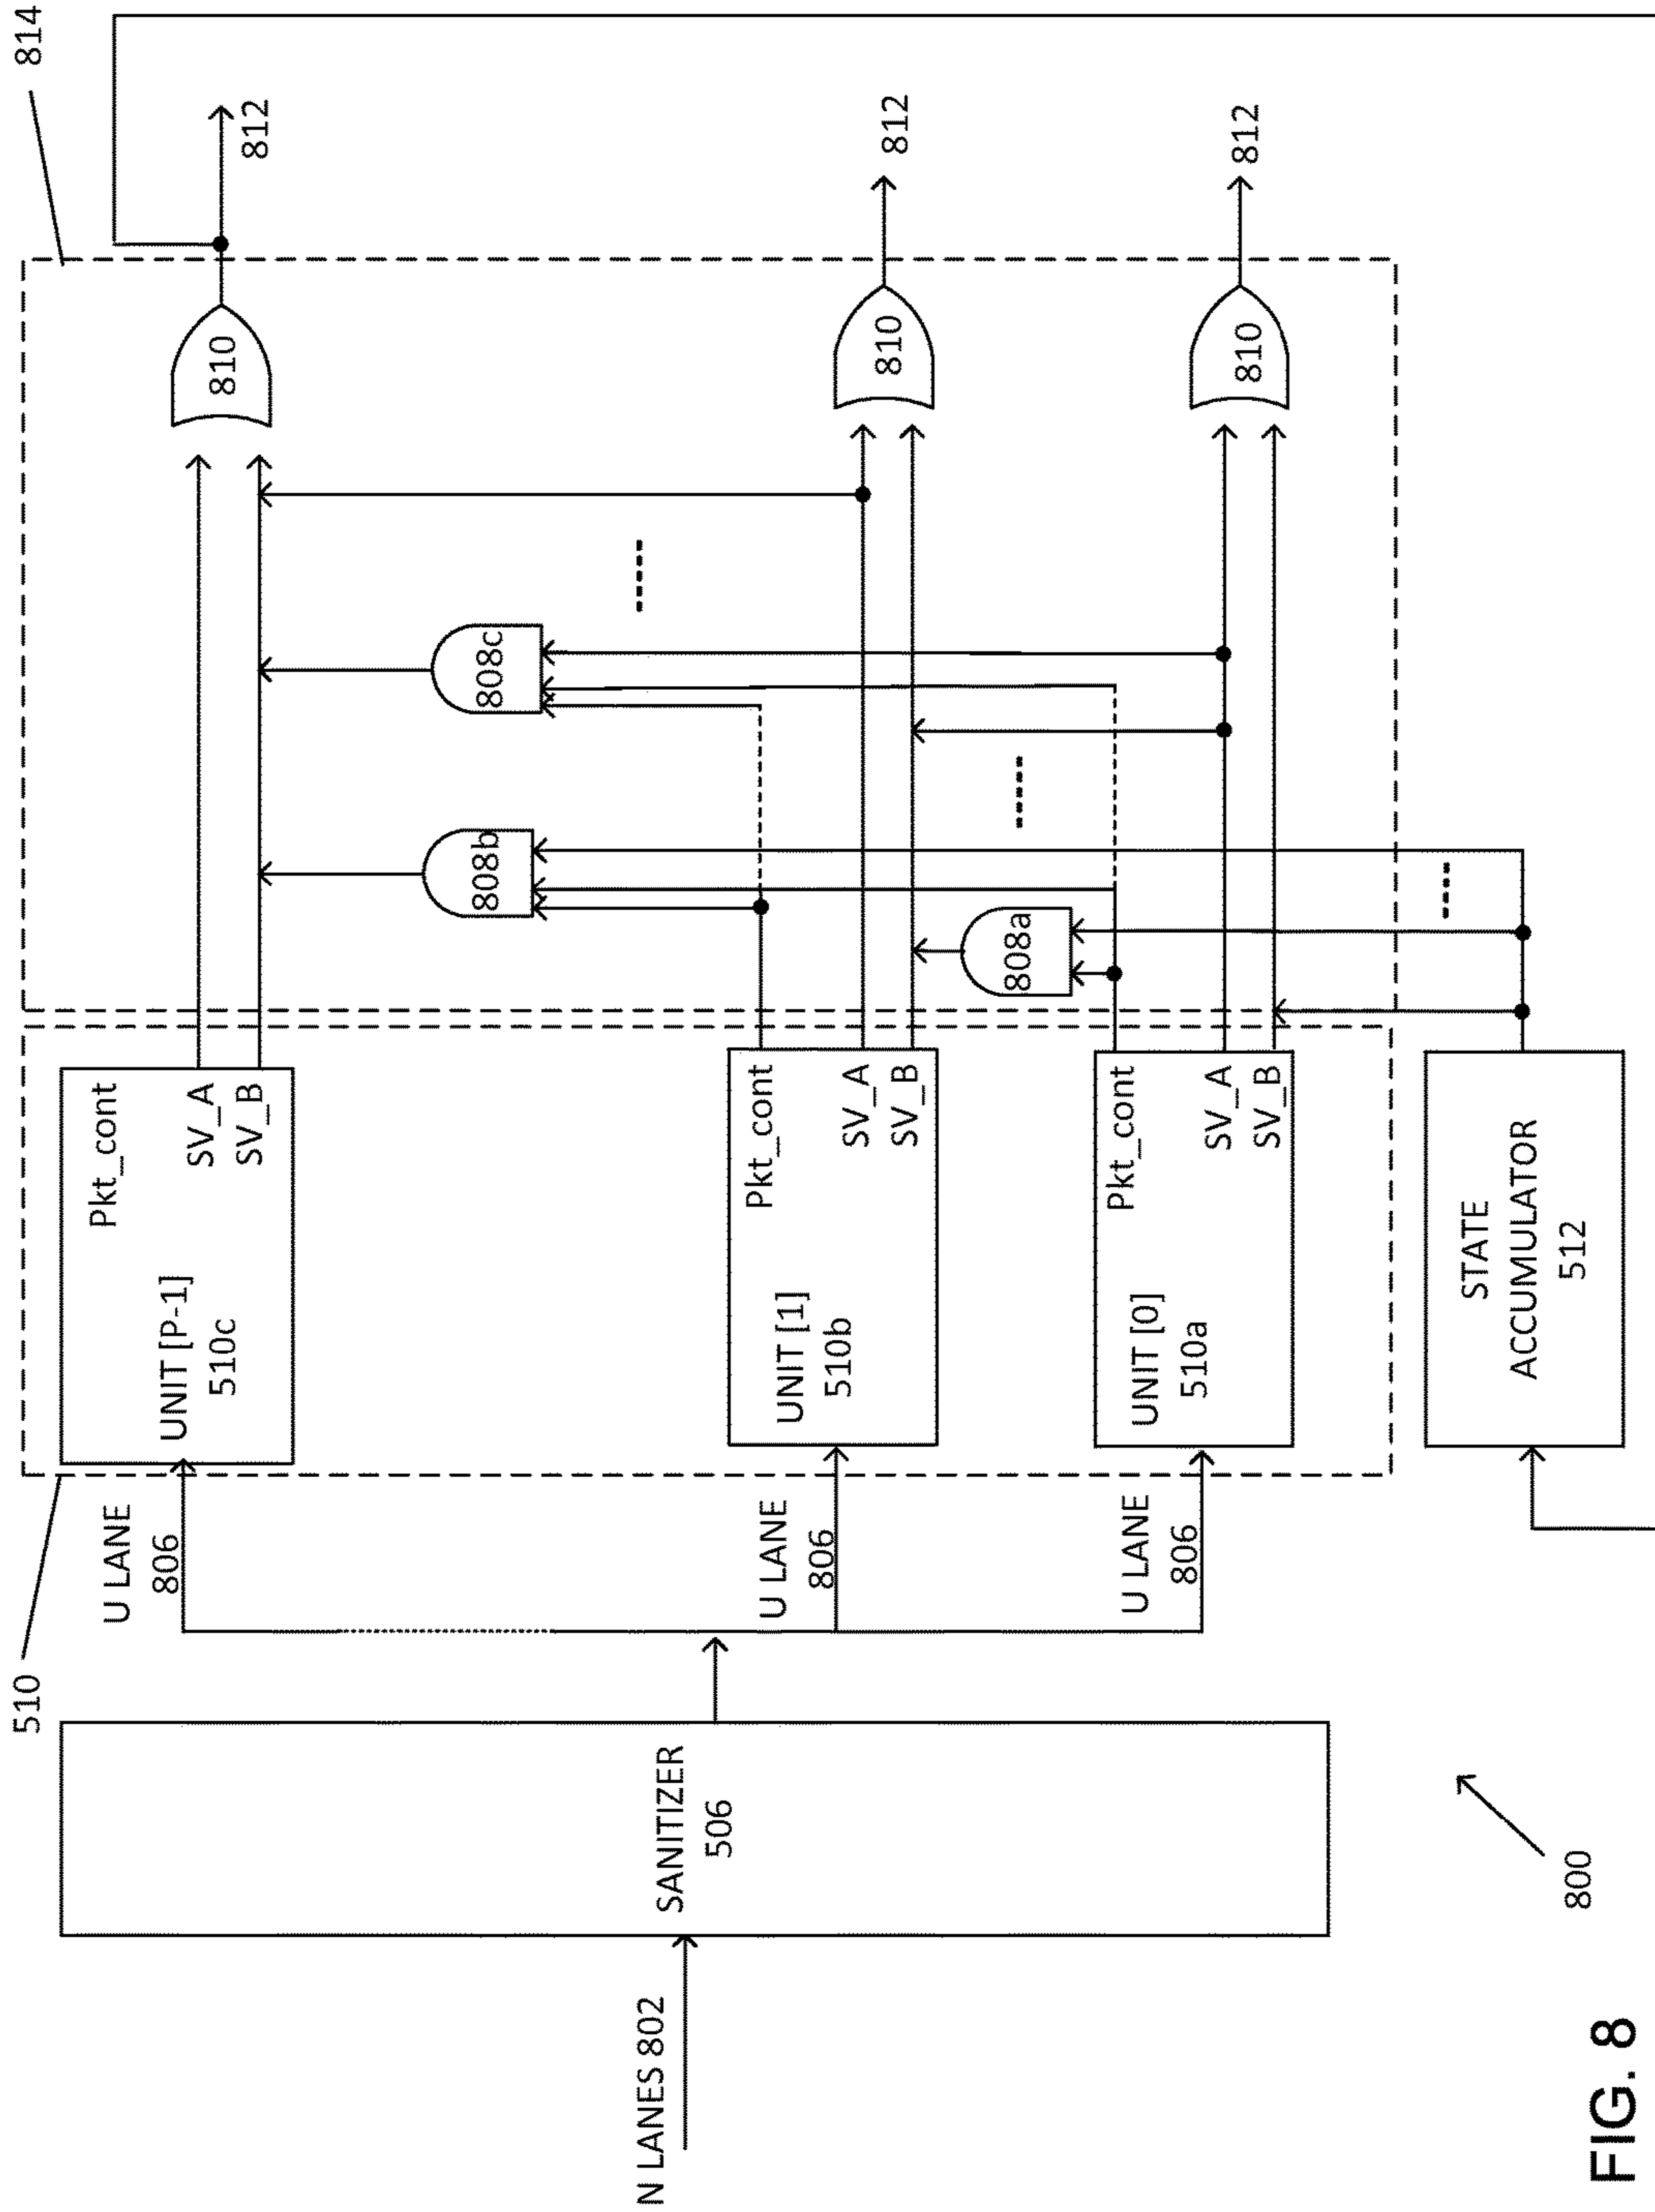 814
510
812
812
812
810
810
810
808c
808b
808a
Pkt_cont
SV_A
SV_B
UNIT [P-1]
510c
Pkt_cont
SV_A
SV_B
UNIT [1]
510b
Pkt_cont
SV_A
SV_B
UNIT [0]
510a
STATE
ACCUMULATOR
512
U LANE
806
U LANE
806
U LANE
806
SANITIZER
506
N LANES 802
800
FIG. 8